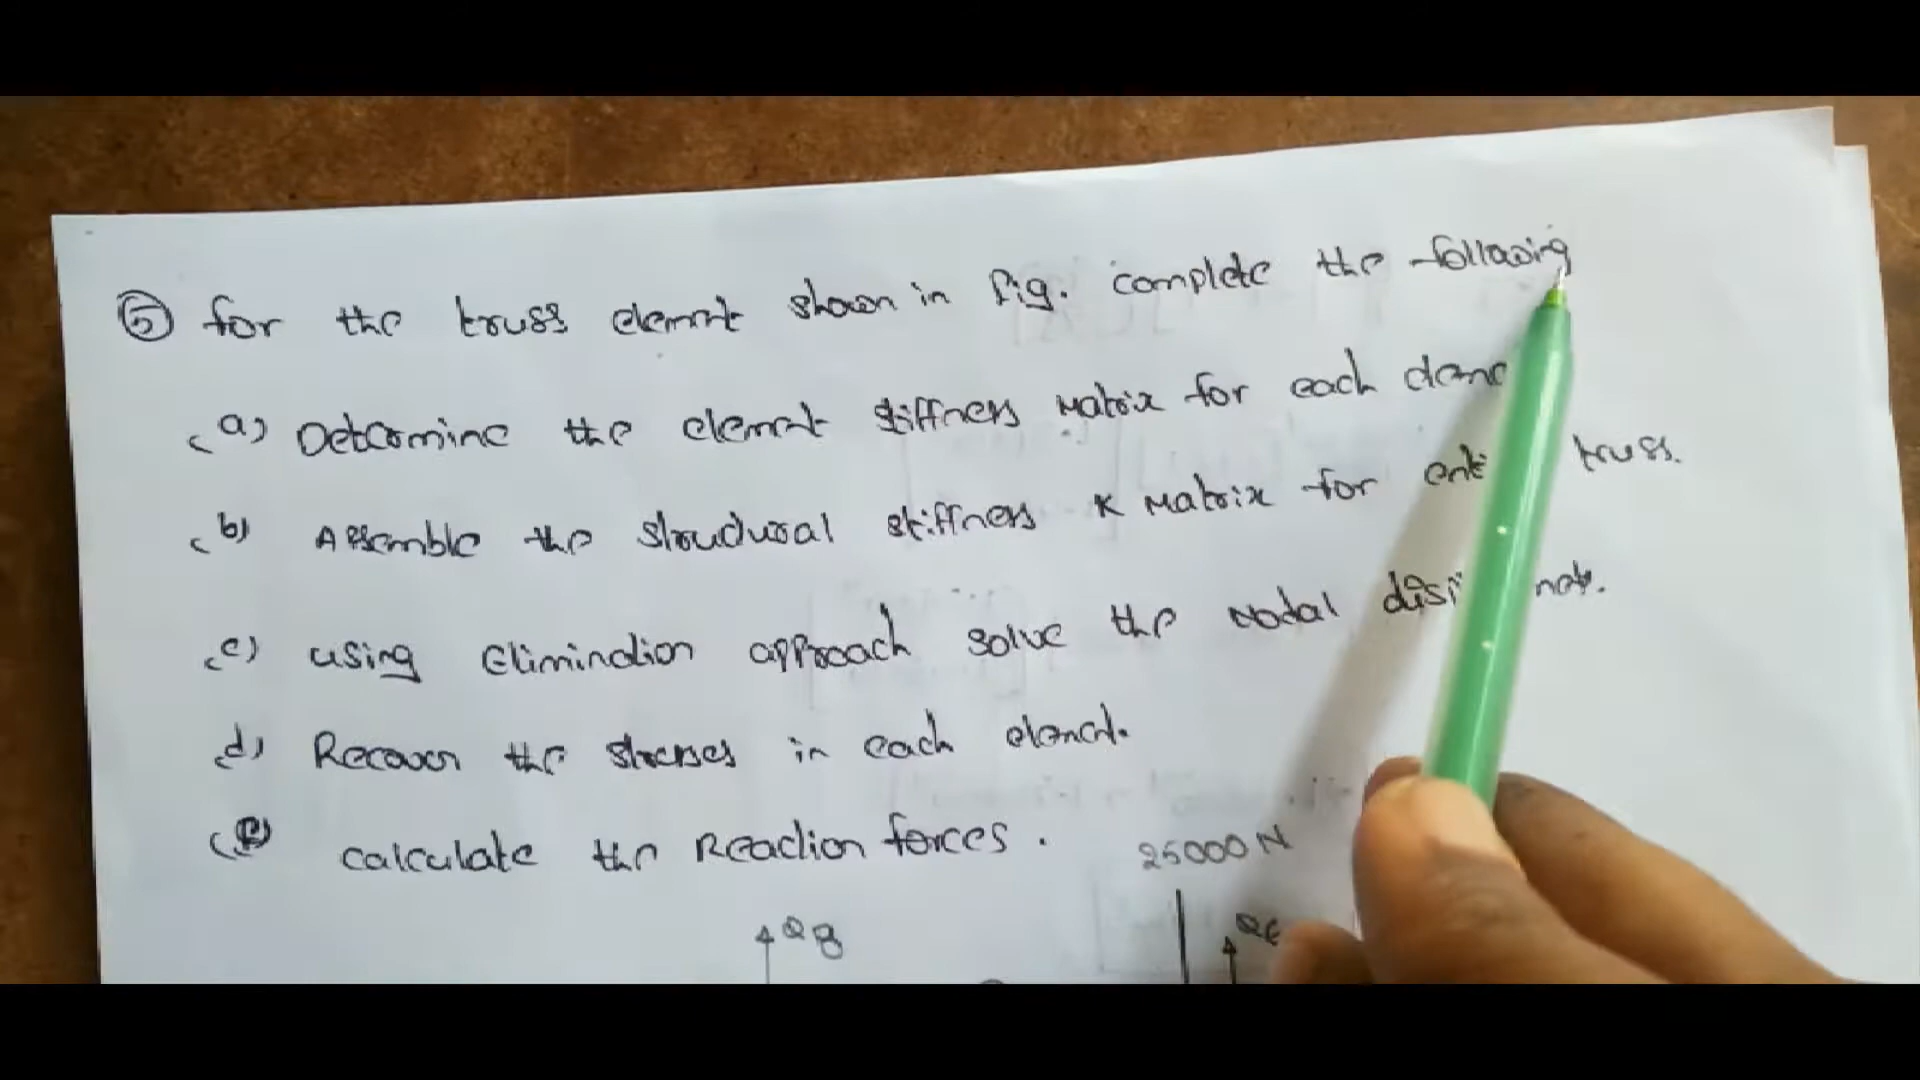 ⑤ for the truss element shown in fig. complete the following
(a) Determine the element stiffness Matrix for each
(b) Assemble the structural stiffness K Matrix for truss.
(c) using Elimination approach solve the Nodal
(d) Recover the stresses in each element.
(e) calculate the Reaction forces.
25000 N
Q8
Q6